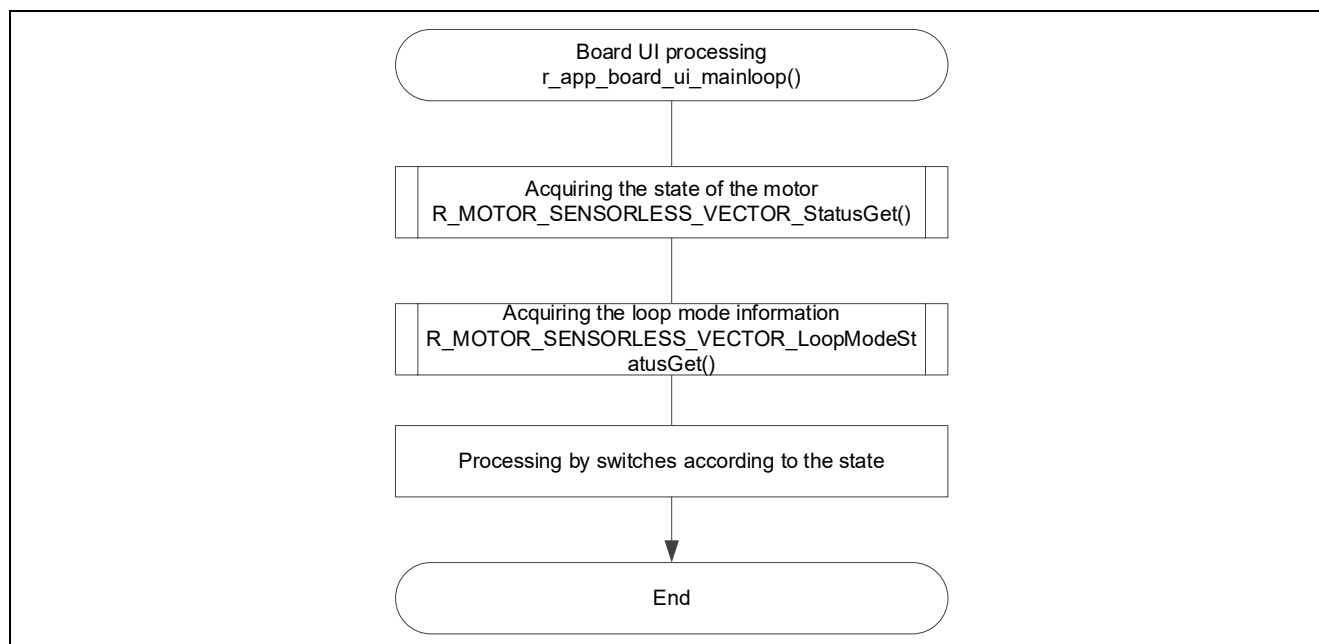 Board UI processing
r_app_board_ui_mainloop()
Acquiring the state of the motor
R_MOTOR_SENSORLESS_VECTOR_StatusGet()
Acquiring the loop mode information
R_MOTOR_SENSORLESS_VECTOR_LoopModeSt
atusGet()
Processing by switches according to the state
End